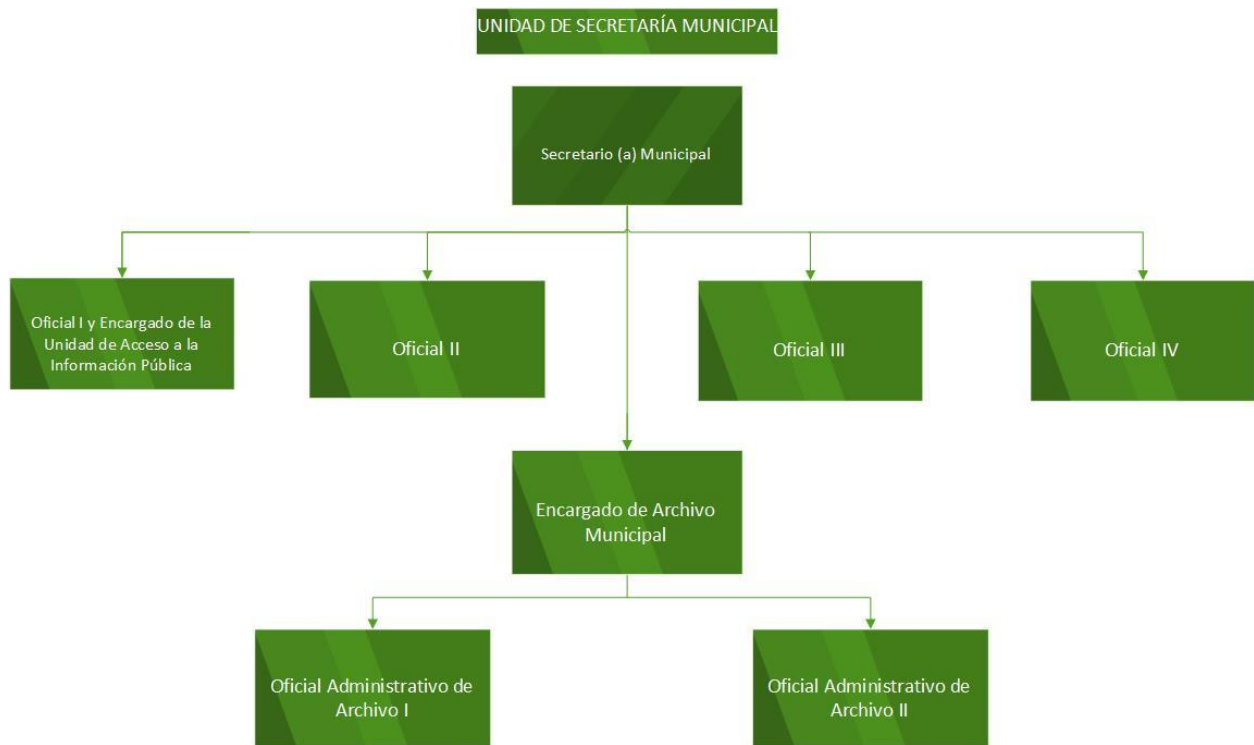 UNIDAD DE SECRETARÍA MUNICIPAL
Secretario (a) Municipal
Oficial I y Encargado de la
Unidad de Acceso a la
Información Pública
Oficial II
Oficial III
Oficial IV
Encargado de Archivo
Municipal
Oficial Administrativo de
Archivo I
Oficial Administrativo de
Archivo II